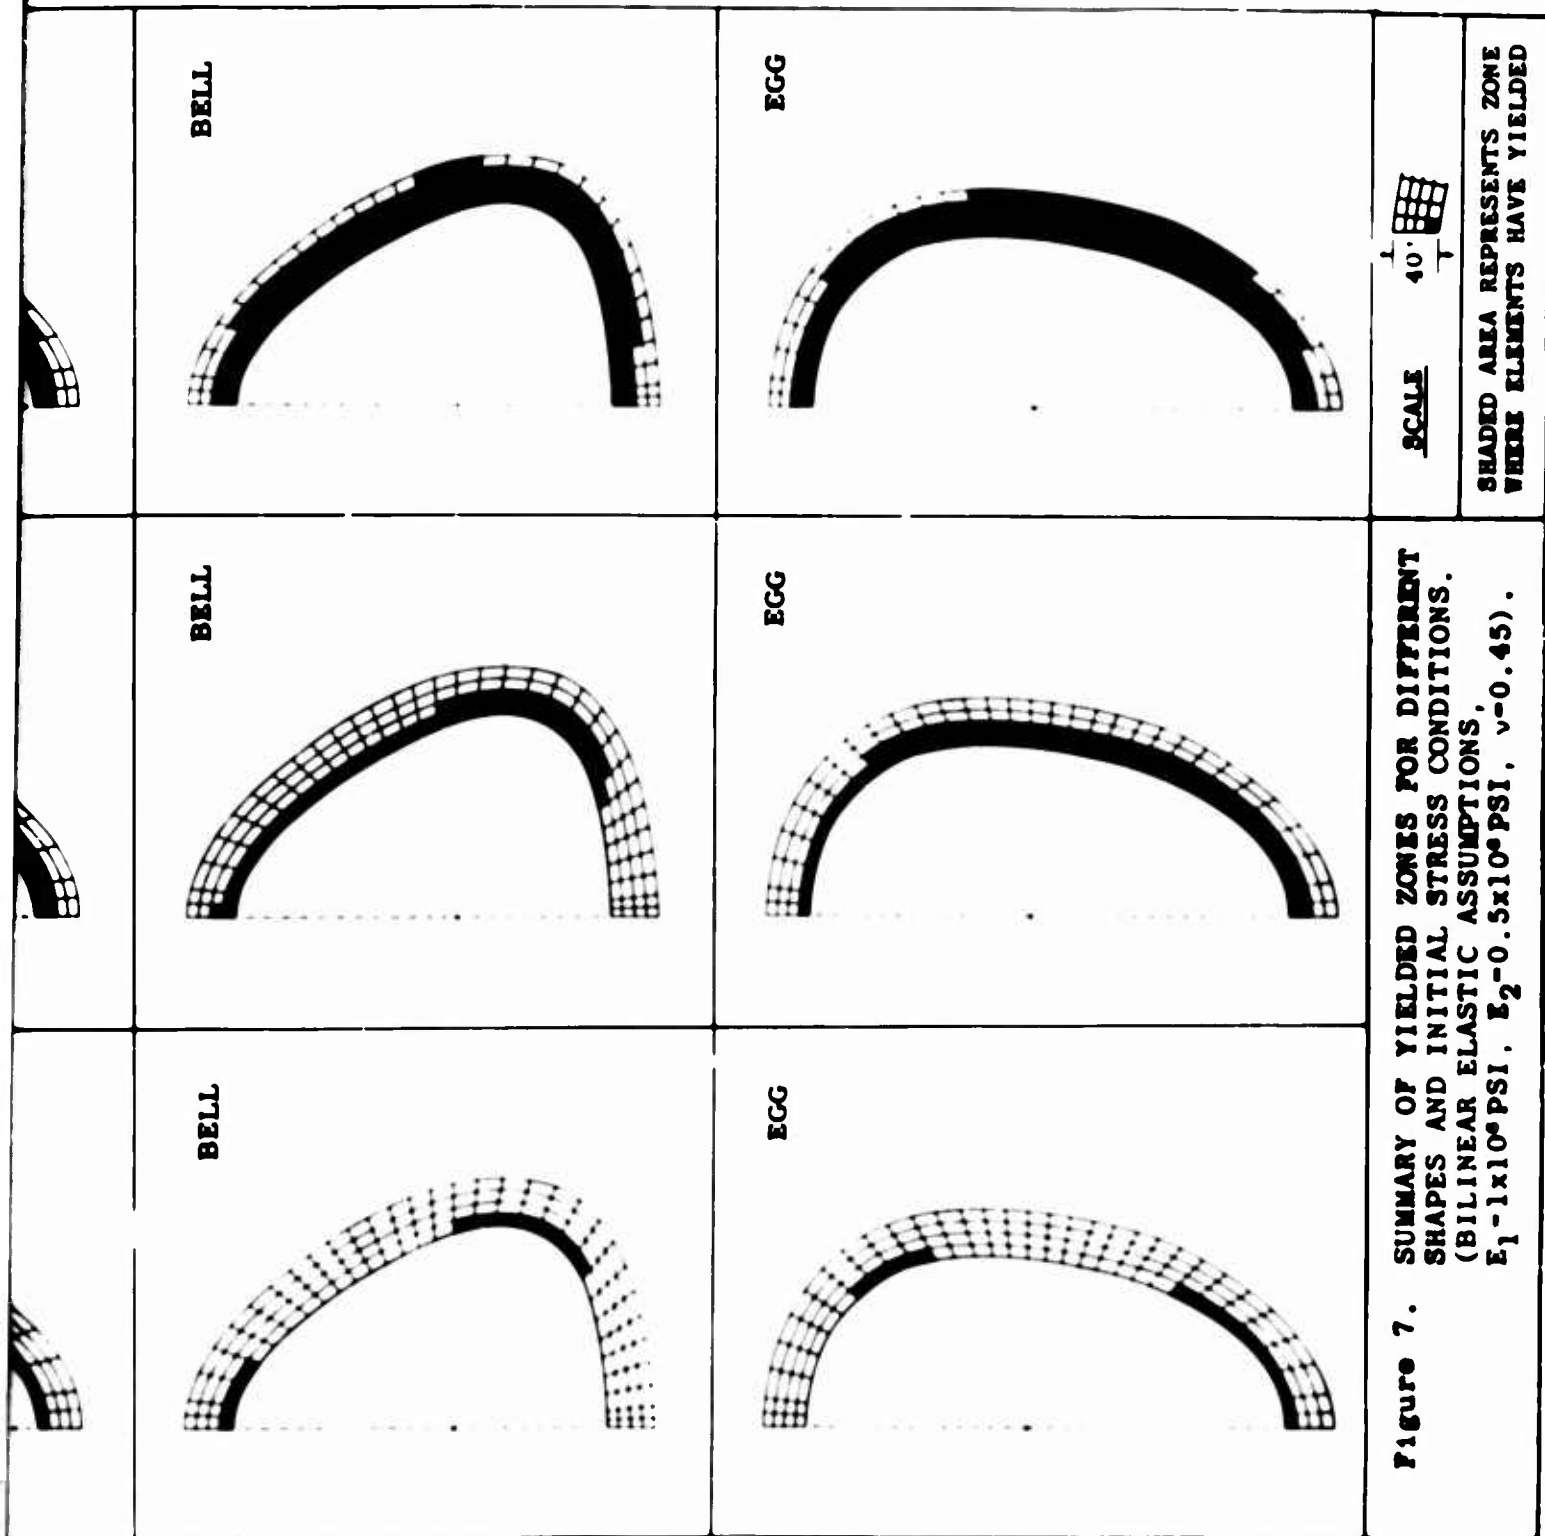 BELL
EGG
BELL
EGG
BELL
EGG
SCALE
40'
SHADED AREA REPRESENTS ZONE
WHERE ELEMENTS HAVE YIELDED
Figure 7. SUMMARY OF YIELDED ZONES FOR DIFFERENT
SHAPES AND INITIAL STRESS CONDITIONS.
(BILINEAR ELASTIC ASSUMPTIONS,
E₁=1x10⁶PSI, E₂=0.5x10⁶PSI, ν=0.45).